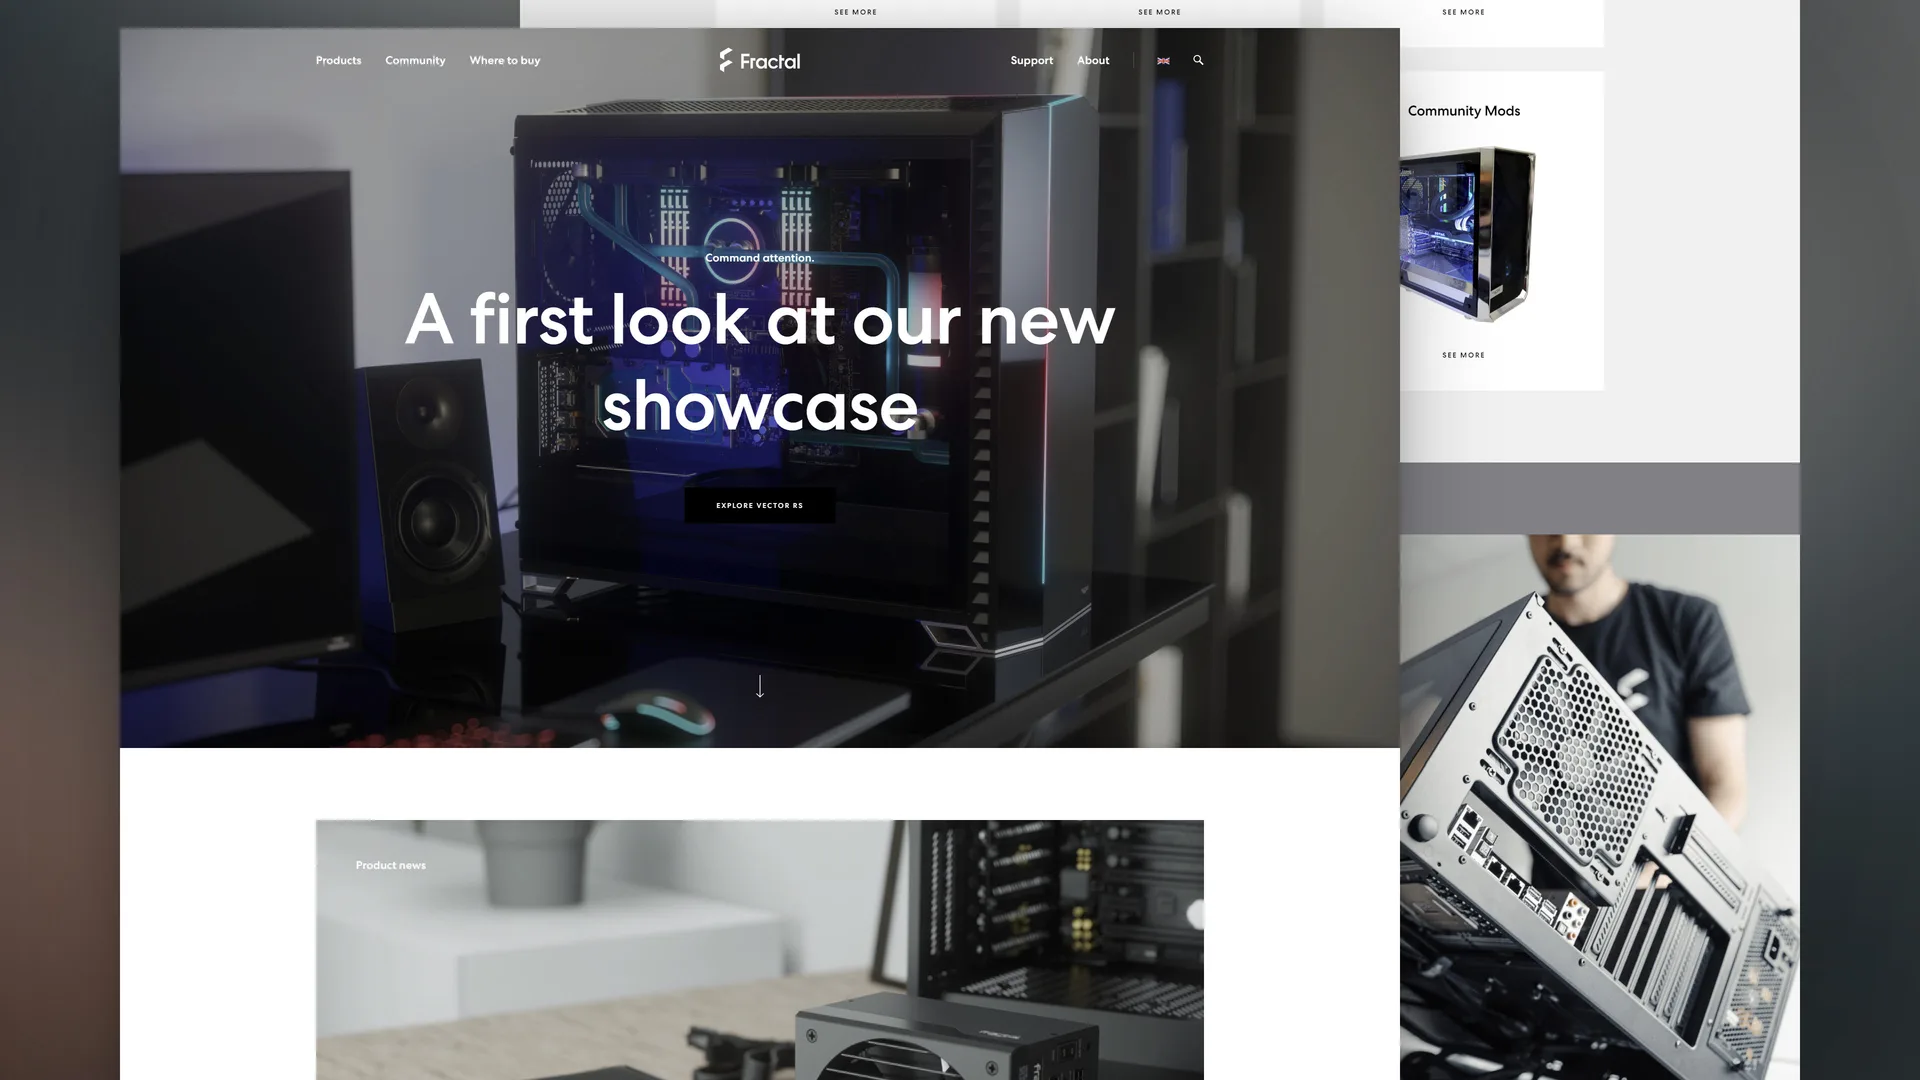 SEE MORE
SEE MORE
SEE MORE
Products
Community
Where to buy
Fractal
Support
About
Community Mods
Command attention.
A first look at our new
showcase
SEE MORE
EXPLORE VECTOR RS
Product news